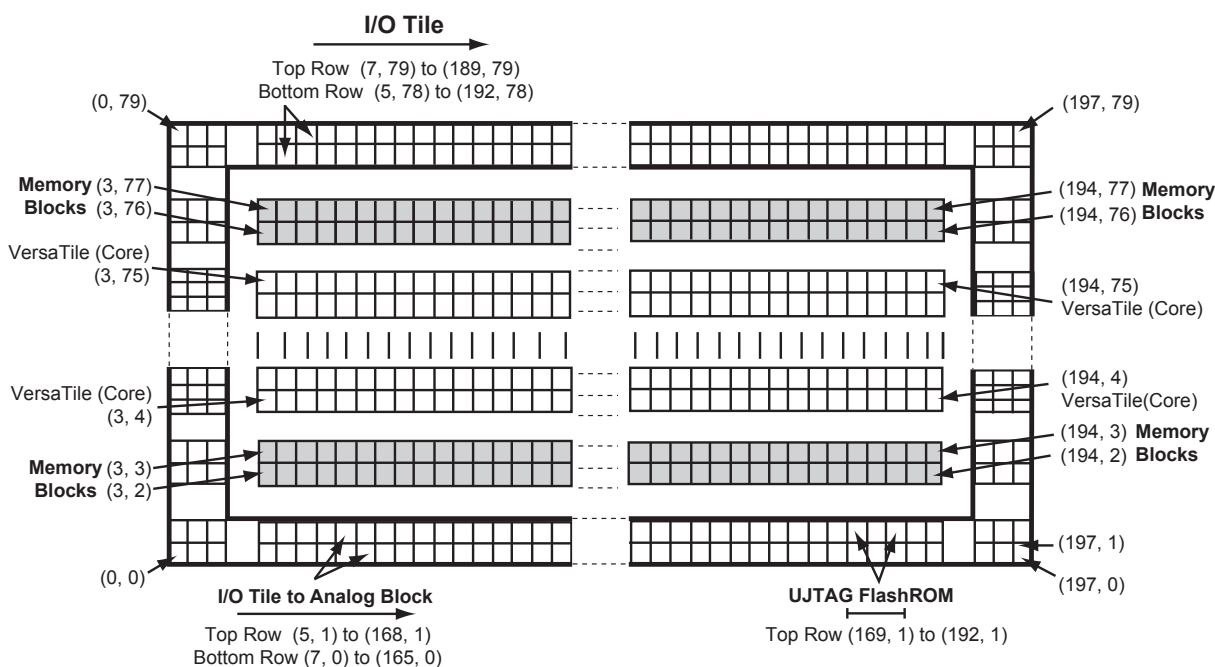 I/O Tile
Top Row (7, 79) to (189, 79)
Bottom Row (5, 78) to (192, 78)
(0, 79)
(197, 79)
Memory (3, 77)
Blocks (3, 76)
(194, 77) Memory
(194, 76) Blocks
VersaTile (Core)
(3, 75)
(194, 75)
VersaTile (Core)
VersaTile (Core)
(3, 4)
(194, 4)
VersaTile(Core)
Memory (3, 3)
Blocks (3, 2)
(194, 3) Memory
(194, 2) Blocks
(0, 0)
(197, 1)
(197, 0)
I/O Tile to Analog Block
Top Row (5, 1) to (168, 1)
Bottom Row (7, 0) to (165, 0)
UJTAG FlashROM
Top Row (169, 1) to (192, 1)